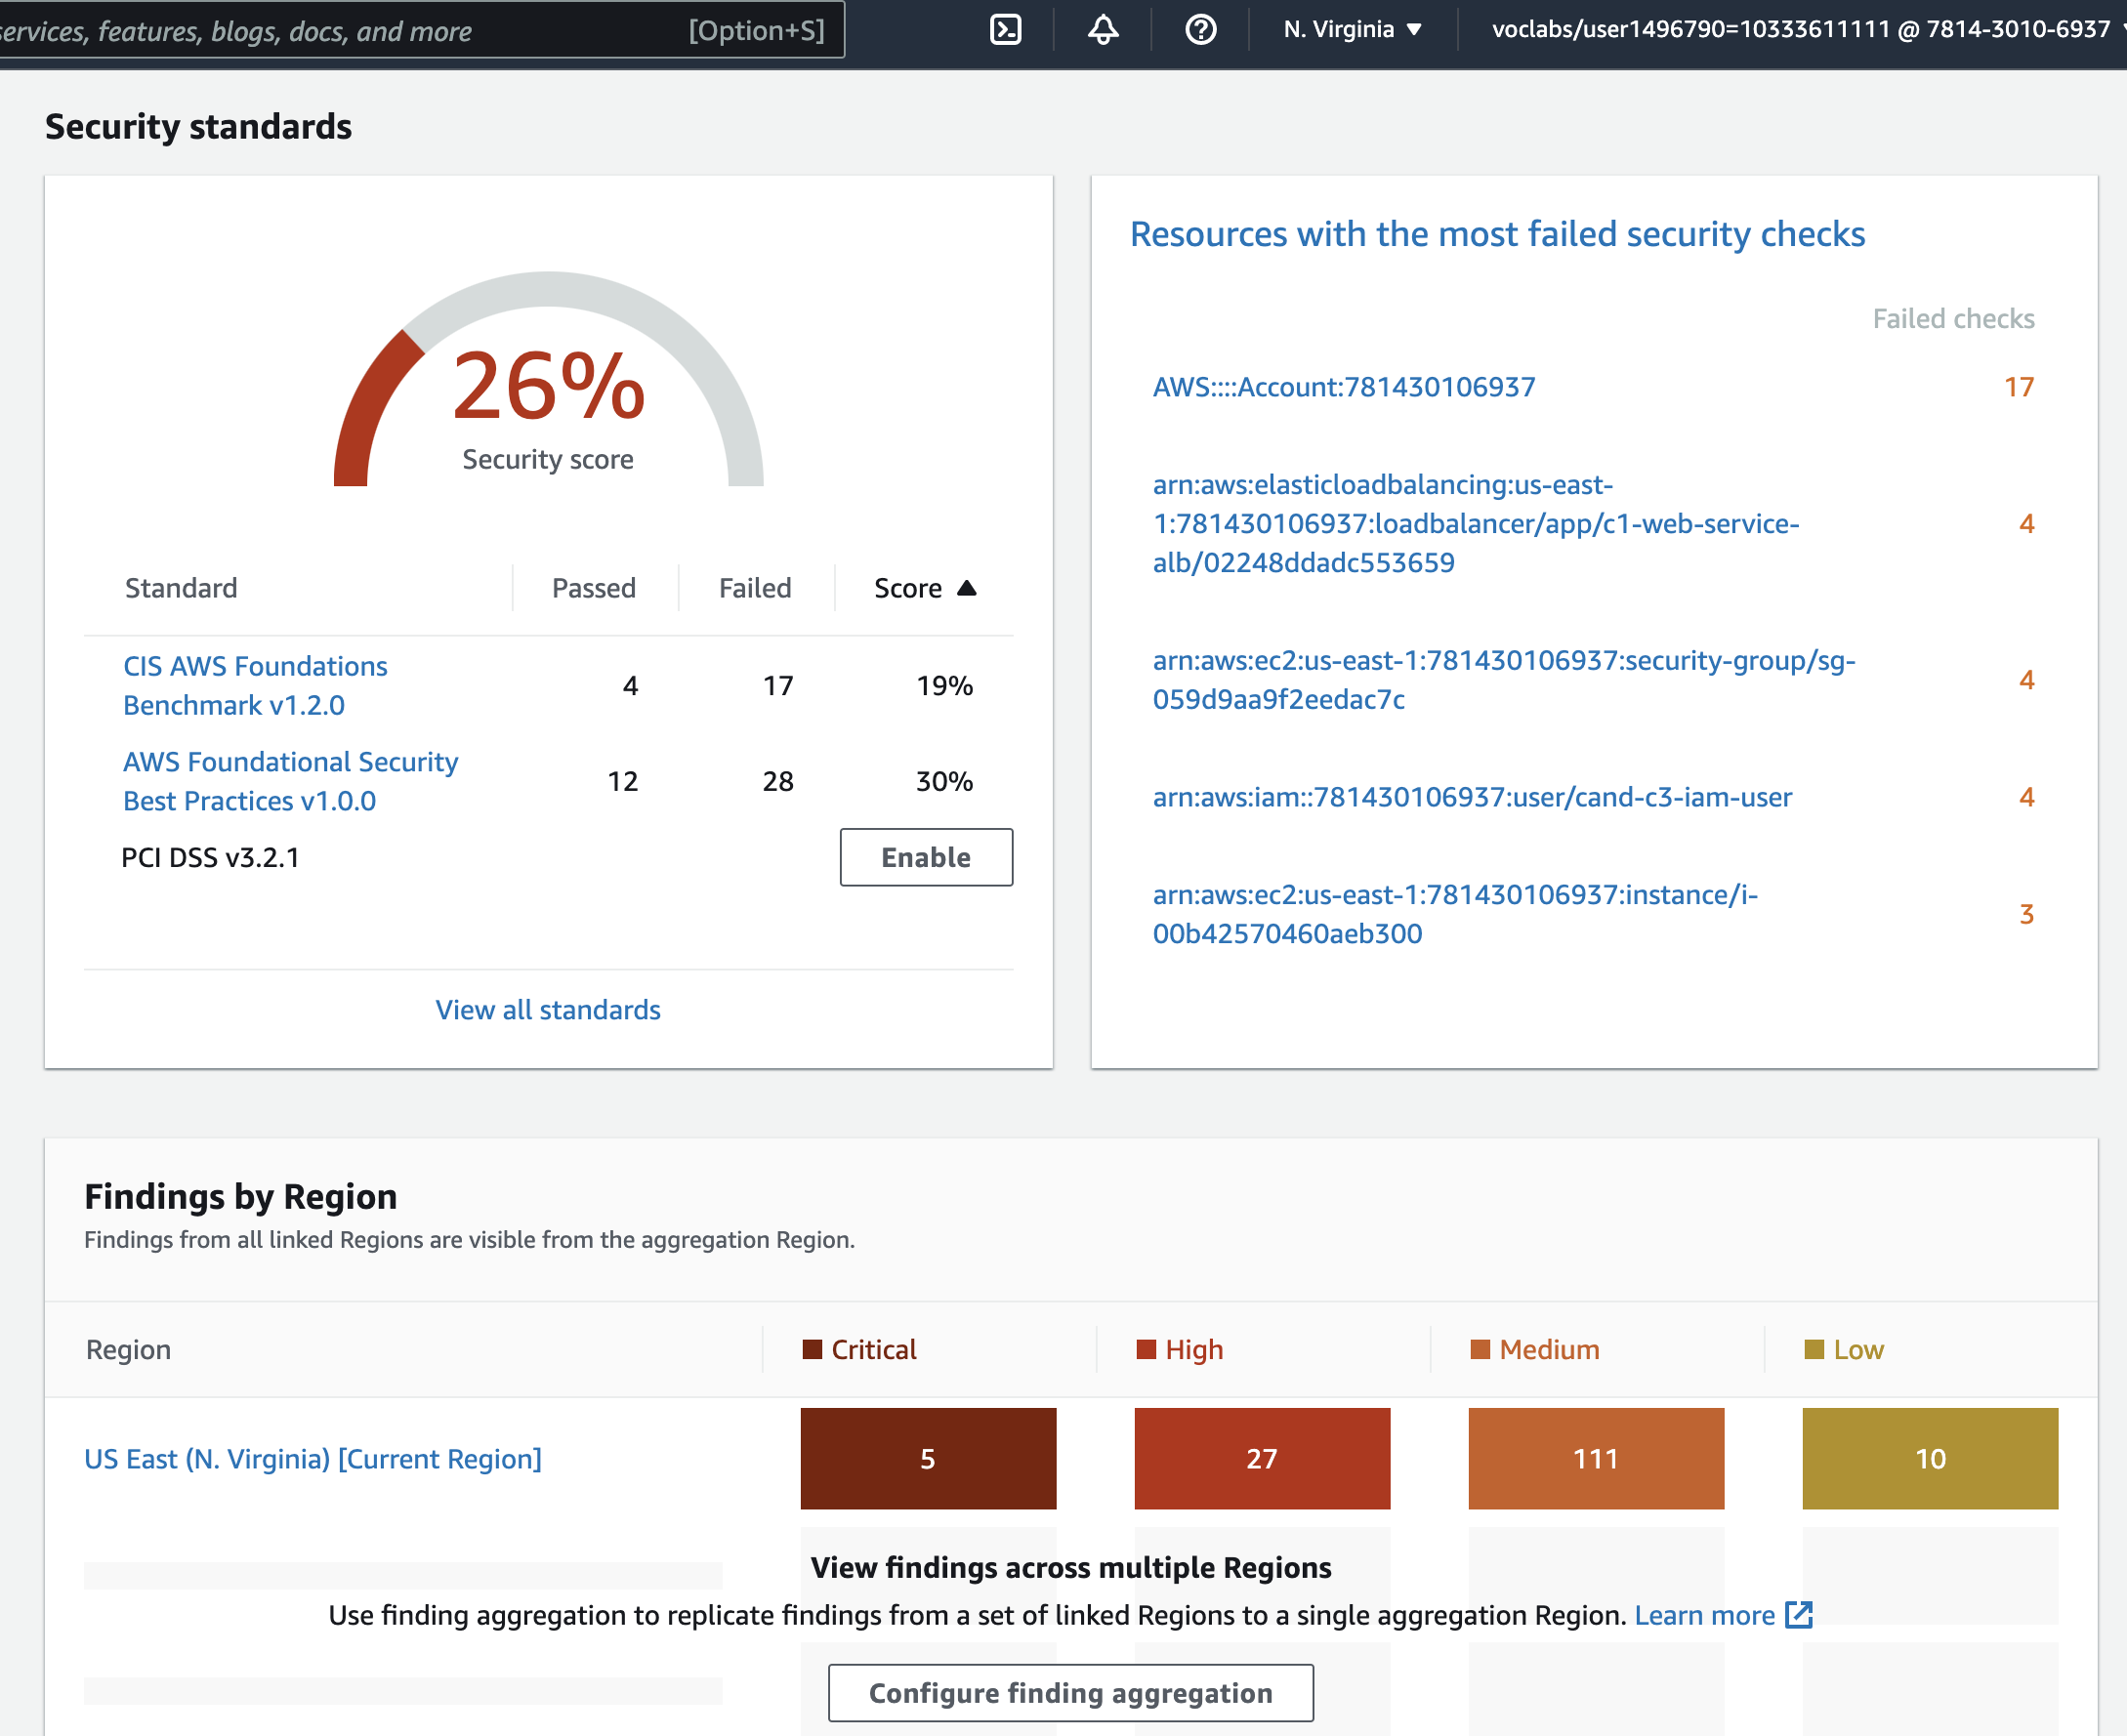 services, features, blogs, docs, and more [Option+S] N. Virginia ▼ voclabs/user1496790=10333611111 @ 7814-3010-6937
Security standards
26%
Security score
Standard Passed Failed Score ▲
CIS AWS Foundations
Benchmark v1.2.0
4 17 19%
AWS Foundational Security
Best Practices v1.0.0
12 28 30%
PCI DSS v3.2.1 Enable
View all standards
Resources with the most failed security checks
Failed checks
AWS::::Account:781430106937 17
arn:aws:elasticloadbalancing:us-east-
1:781430106937:loadbalancer/app/c1-web-service- 4
alb/02248ddadc553659
arn:aws:ec2:us-east-1:781430106937:security-group/sg-
059d9aa9f2eedac7c
4
arn:aws:iam::781430106937:user/cand-c3-iam-user 4
arn:aws:ec2:us-east-1:781430106937:instance/i-
00b42570460aeb300
3
Findings by Region
Findings from all linked Regions are visible from the aggregation Region.
Region Critical High Medium Low
US East (N. Virginia) [Current Region] 5 27 111 10
View findings across multiple Regions
Use finding aggregation to replicate findings from a set of linked Regions to a single aggregation Region. Learn more
Configure finding aggregation